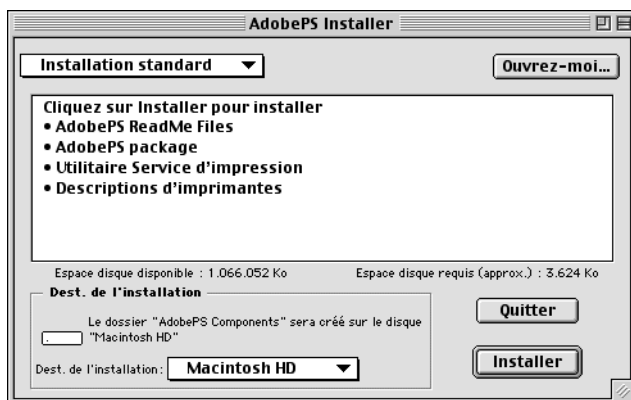 AdobePS Installer
Installation standard
Ouvrez-moi...
Cliquez sur Installer pour installer
• AdobePS ReadMe Files
• AdobePS package
• Utilitaire Service d'impression
• Descriptions d'imprimantes
Espace disque disponible : 1.066.052 Ko
Espace disque requis (approx.) : 3.624 Ko
Dest. de l'installation
Le dossier "AdobePS Components" sera créé sur le disque
"Macintosh HD"
Dest. de l'installation :
Macintosh HD
Quitter
Installer